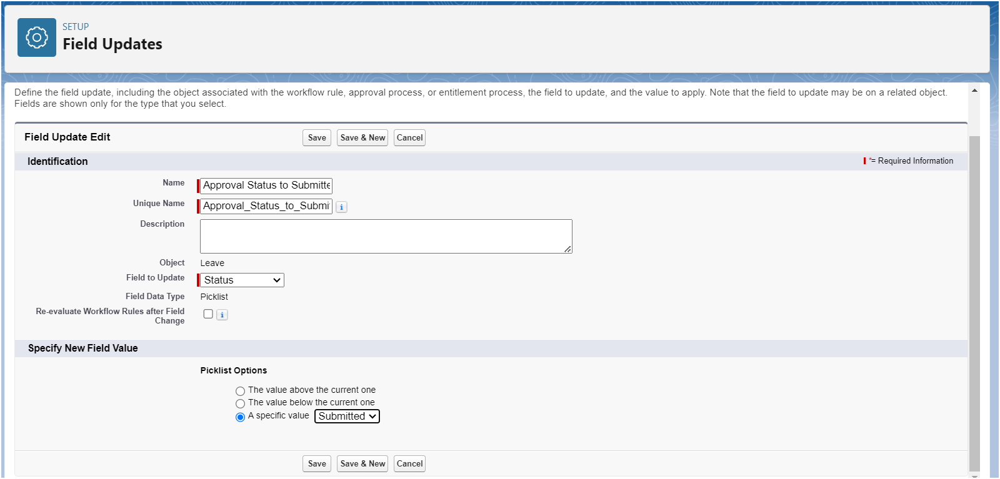 SETUP
Field Updates
Define the field update, including the object associated with the workflow rule, approval process, or entitlement process, the field to update, and the value to apply. Note that the field to update may be on a related object.
Fields are shown only for the type that you select.
Field Update Edit
Save
Save & New
Cancel
Identification
*= Required Information
Name
Approval Status to Submitte
Unique Name
Approval_Status_to_Submi
Description
Object
Leave
Field to Update
Status
Field Data Type
Picklist
Re-evaluate Workflow Rules after Field
Change
Specify New Field Value
Picklist Options
The value above the current one
The value below the current one
A specific value
Submitted
Save
Save & New
Cancel